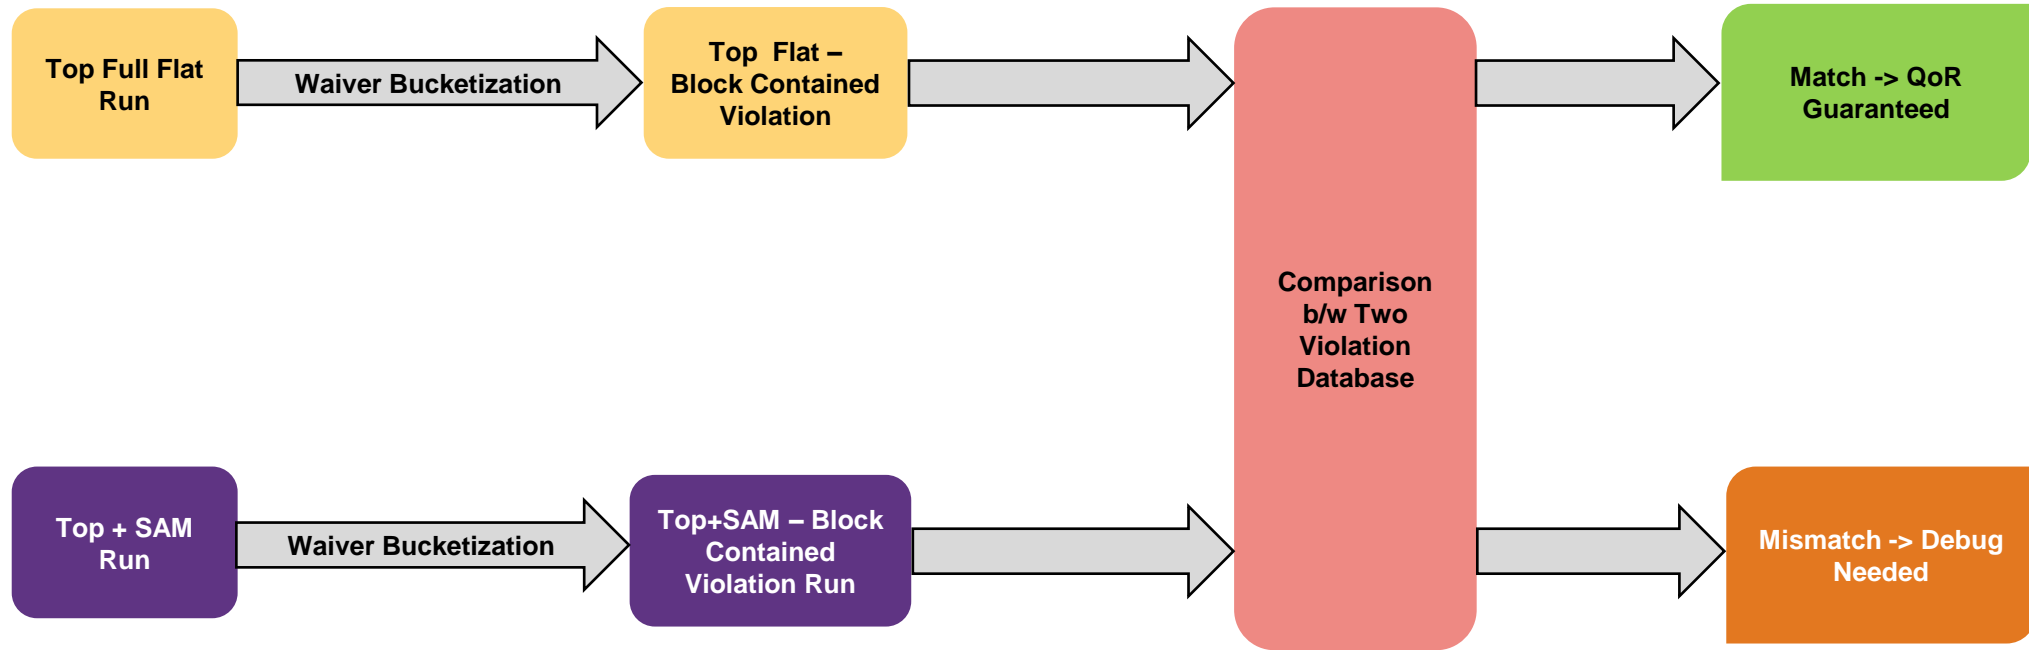 Top Full Flat
Run
Waiver Bucketization
Top  Flat –
Block Contained
Violation
Match -> QoR
Guaranteed
Comparison
b/w Two
Violation
Database
Top + SAM
Run
Waiver Bucketization
Top+SAM – Block
Contained
Violation Run
Mismatch -> Debug
Needed